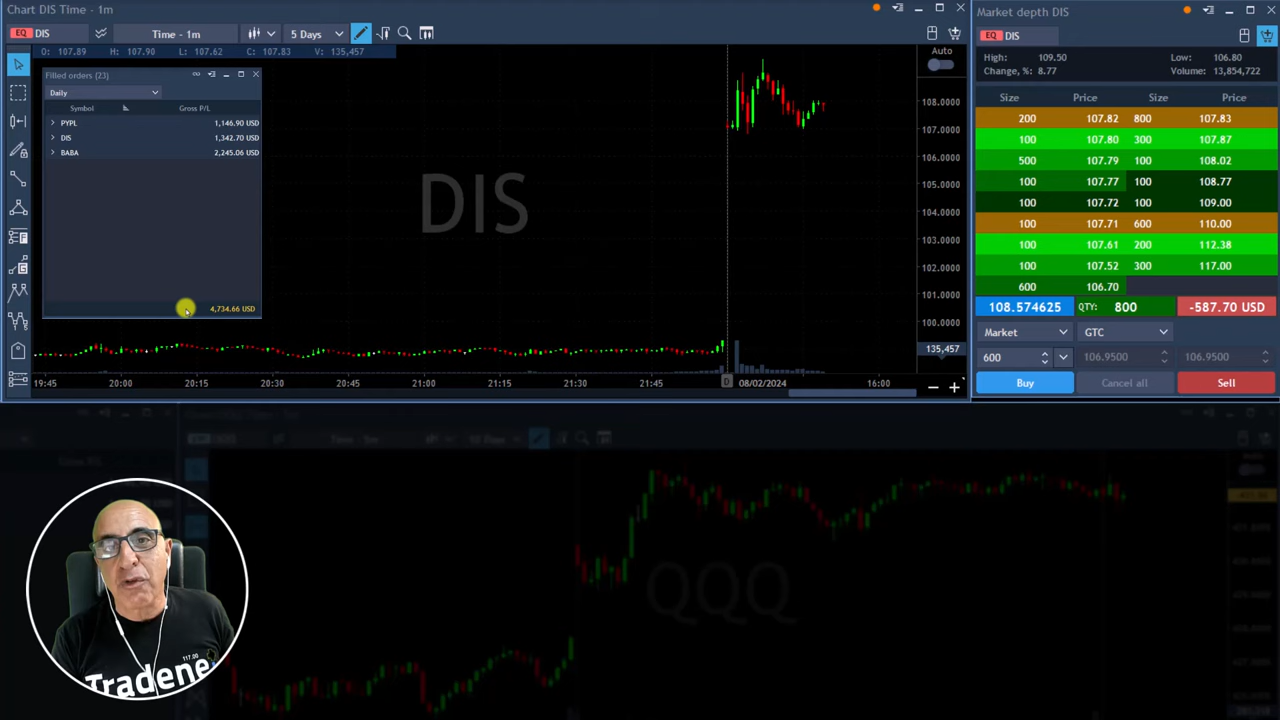 Chart DIS Time - 1m
EQ DIS
Time - 1m
5 Days
O: 107.89 H: 107.90 L: 107.62 C: 107.83 V: 135,457
Auto
Filled orders (23)
Daily
Symbol Gross P/L
PYPL 1,146.90 USD
DIS 1,342.70 USD
BABA 2,245.06 USD
4,734.66 USD
DIS
108.0000
107.0000
106.0000
105.0000
104.0000
103.0000
102.0000
101.0000
100.0000
135,457
19:45 20:00 20:15 20:30 20:45 21:00 21:15 21:30 21:45 D 08/02/2024 16:00
Market depth DIS
EQ DIS
High: 109.50 Low: 106.80
Change, %: 8.77 Volume: 13,854,722
Size Price Size Price
200 107.82 800 107.83
100 107.80 300 107.87
500 107.79 100 108.02
100 107.77 100 108.77
100 107.72 100 109.00
100 107.71 600 110.00
100 107.61 200 112.38
100 107.52 300 117.00
600 106.70
108.574625 QTY: 800 -587.70 USD
Market GTC
600 106.9500 106.9500
Buy Cancel all Sell
QQQ
117.00
Tradene